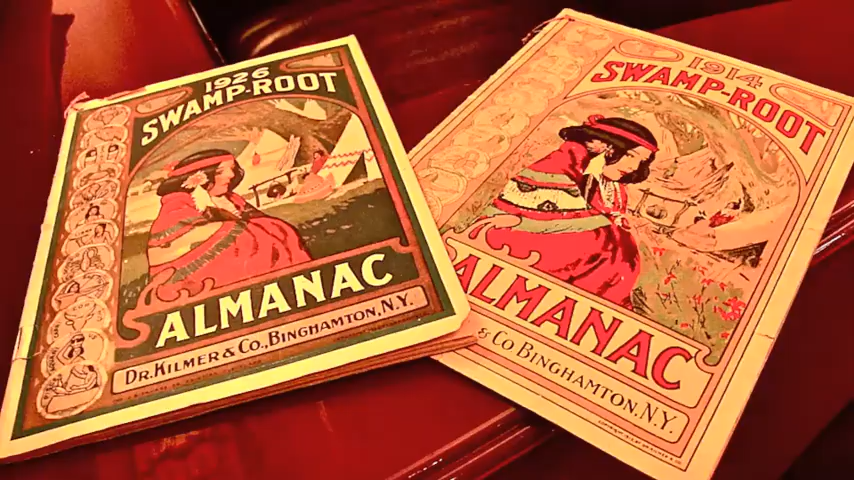 1926
SWAMP-ROOT
ALMANAC
DR. KILMER & CO., BINGHAMTON, N.Y.
1914
SWAMP-ROOT
ALMANAC
& CO BINGHAMTON, N.Y.